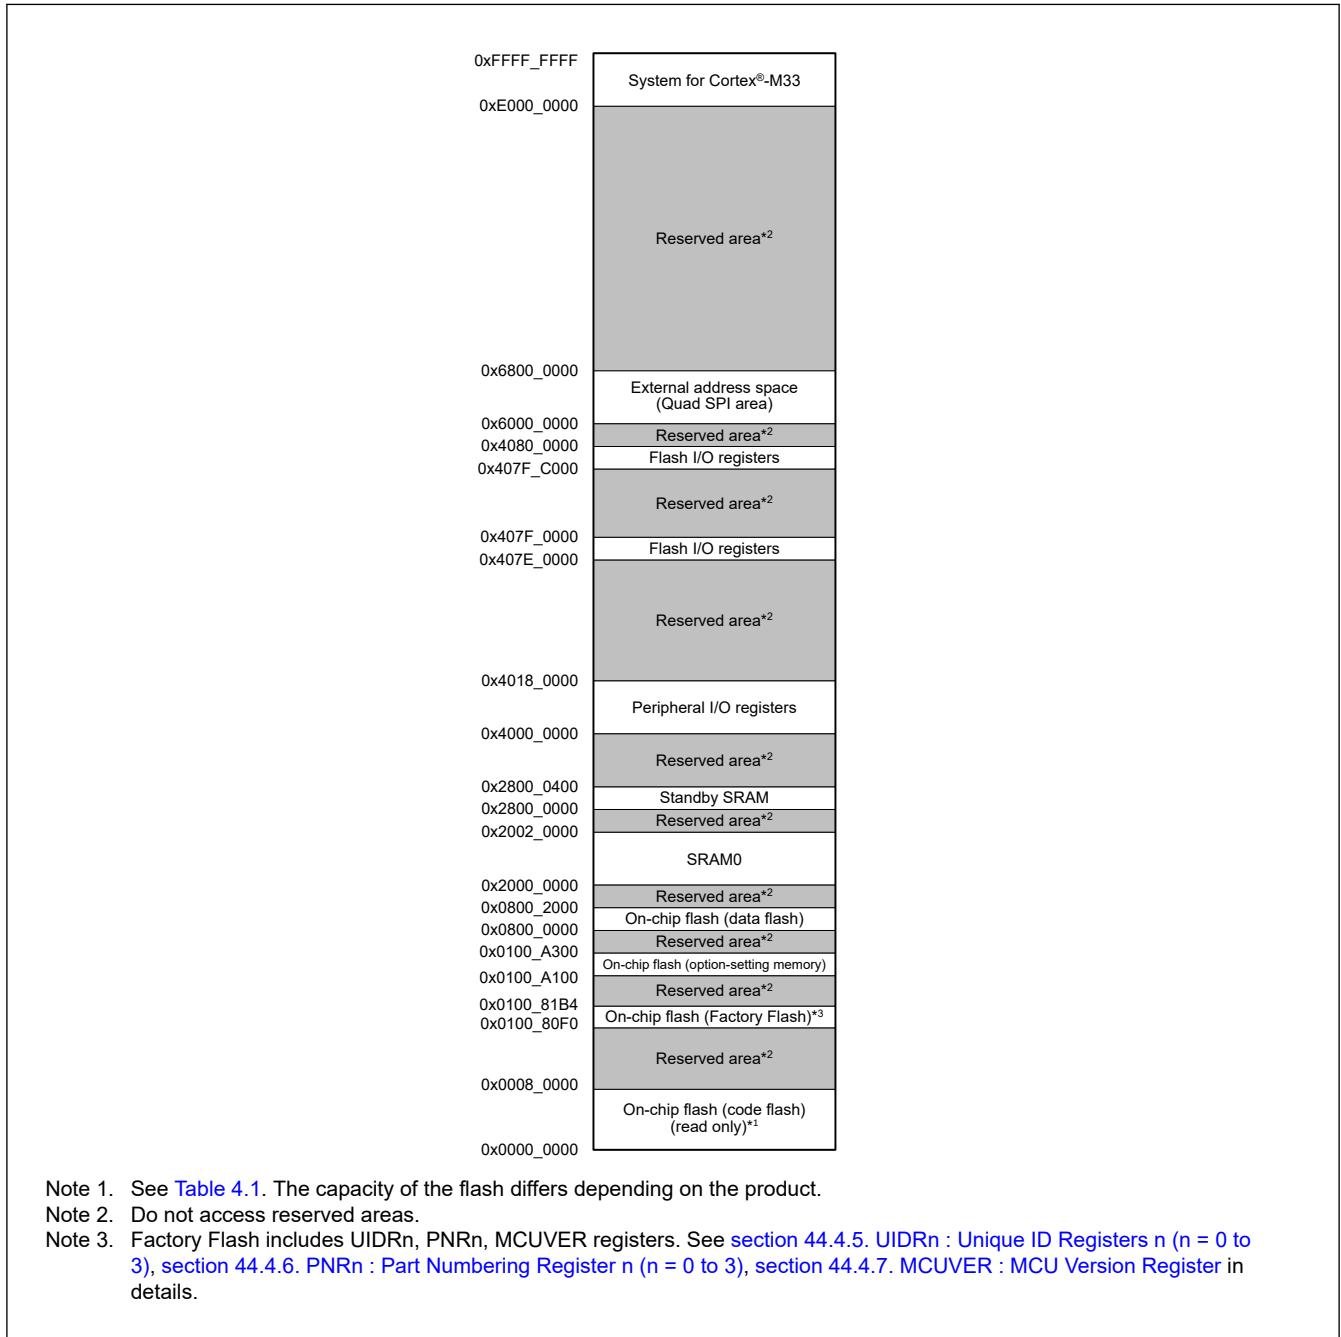 0xFFFF_FFFF
System for Cortex®-M33
0xE000_0000
Reserved area*2
0x6800_0000
External address space
(Quad SPI area)
0x6000_0000
Reserved area*2
0x4080_0000
Flash I/O registers
0x407F_C000
Reserved area*2
0x407F_0000
Flash I/O registers
0x407E_0000
Reserved area*2
0x4018_0000
Peripheral I/O registers
0x4000_0000
Reserved area*2
0x2800_0400
Standby SRAM
0x2800_0000
Reserved area*2
0x2002_0000
SRAM0
0x2000_0000
Reserved area*2
0x0800_2000
On-chip flash (data flash)
0x0800_0000
Reserved area*2
0x0100_A300
On-chip flash (option-setting memory)
0x0100_A100
Reserved area*2
0x0100_81B4
On-chip flash (Factory Flash)*3
0x0100_80F0
Reserved area*2
0x0008_0000
On-chip flash (code flash)
(read only)*1
0x0000_0000
Note 1. See Table 4.1. The capacity of the flash differs depending on the product.
Note 2. Do not access reserved areas.
Note 3. Factory Flash includes UIDRn, PNRn, MCUVER registers. See section 44.4.5. UIDRn : Unique ID Registers n (n = 0 to
3), section 44.4.6. PNRn : Part Numbering Register n (n = 0 to 3), section 44.4.7. MCUVER : MCU Version Register in
details.